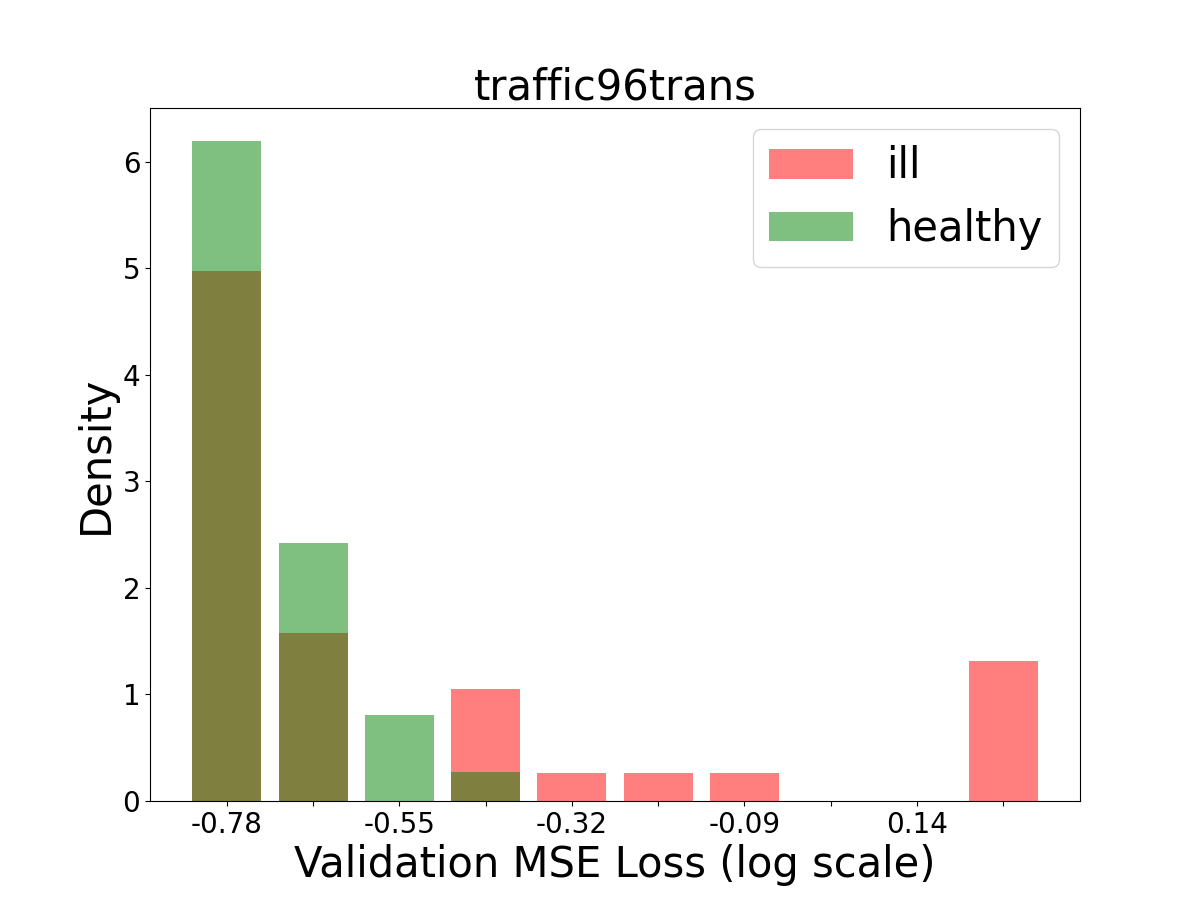 traffic96trans
ill
healthy
Density
6
5
4
3
2
1
0
-0.78
-0.55
-0.32
-0.09
0.14
Validation MSE Loss (log scale)